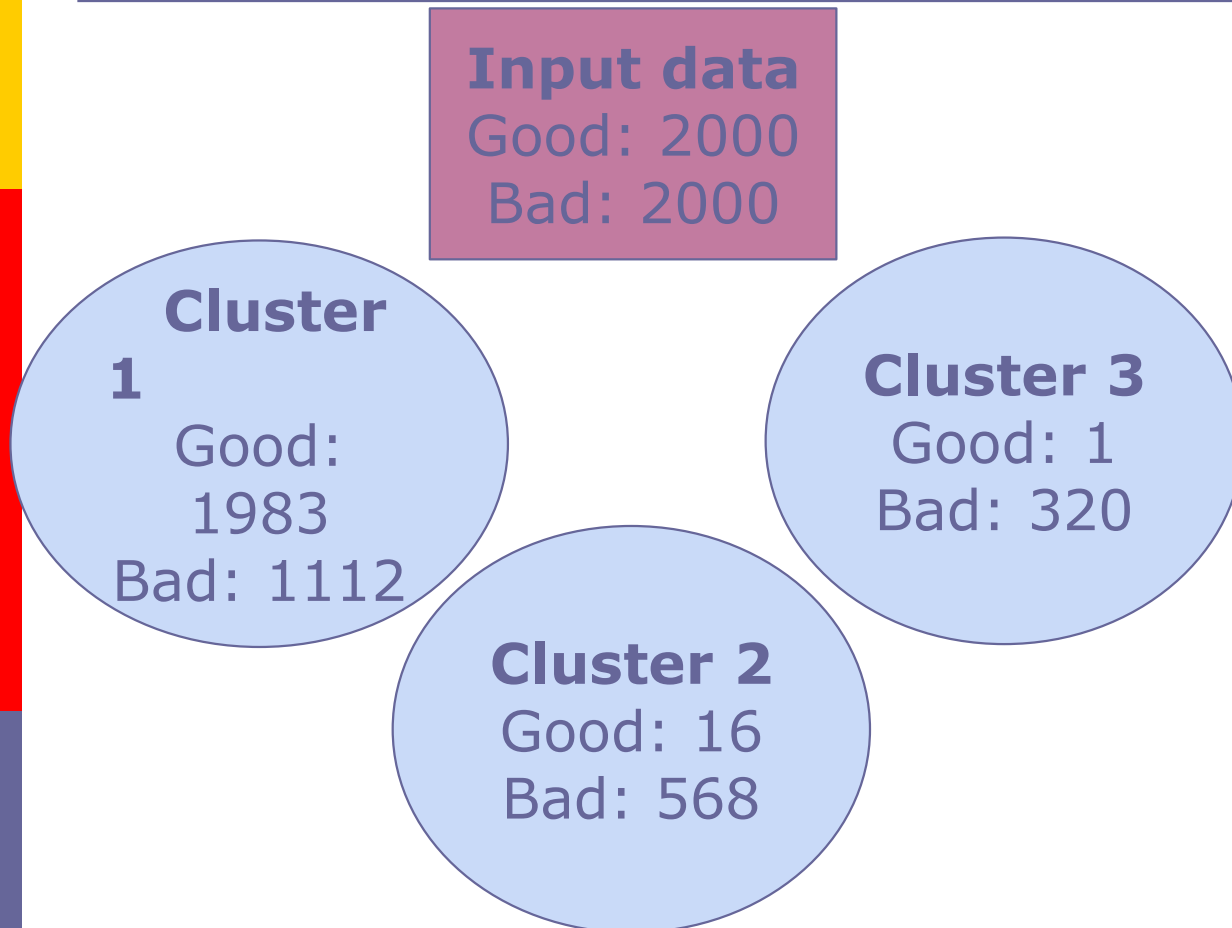 Input data
Good: 2000
Bad: 2000
Cluster
1
Good:
1983
Bad: 1112
Cluster 2
Good: 16
Bad: 568
Cluster 3
Good: 1
Bad: 320